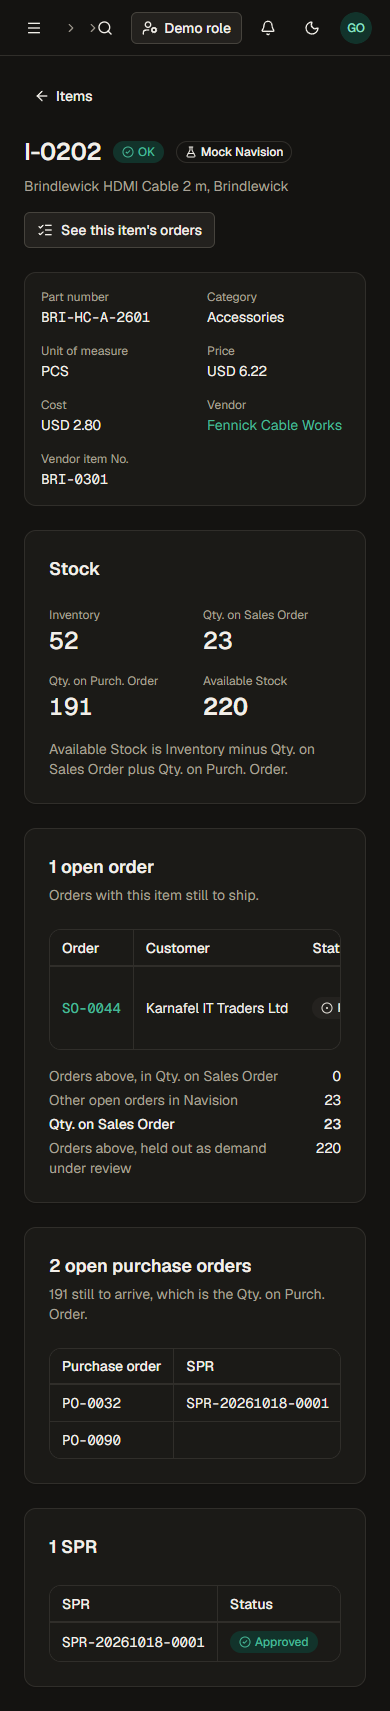 Demo role
GO
Items
I-0202 OK Mock Navision
Brindlewick HDMI Cable 2 m, Brindlewick
See this item's orders
Part number Category
BRI-HC-A-2601 Accessories
Unit of measure Price
PCS USD 6.22
Cost Vendor
USD 2.80 Fennick Cable Works
Vendor item No.
BRI-0301
Stock
Inventory Qty. on Sales Order
52 23
Qty. on Purch. Order Available Stock
191 220
Available Stock is Inventory minus Qty. on
Sales Order plus Qty. on Purch. Order.
1 open order
Orders with this item still to ship.
Order Customer Stat
SO-0044 Karnafel IT Traders Ltd
Orders above, in Qty. on Sales Order 0
Other open orders in Navision 23
Qty. on Sales Order 23
Orders above, held out as demand 220
under review
2 open purchase orders
191 still to arrive, which is the Qty. on Purch.
Order.
Purchase order SPR
PO-0032 SPR-20261018-0001
PO-0090
1 SPR
SPR Status
SPR-20261018-0001 Approved